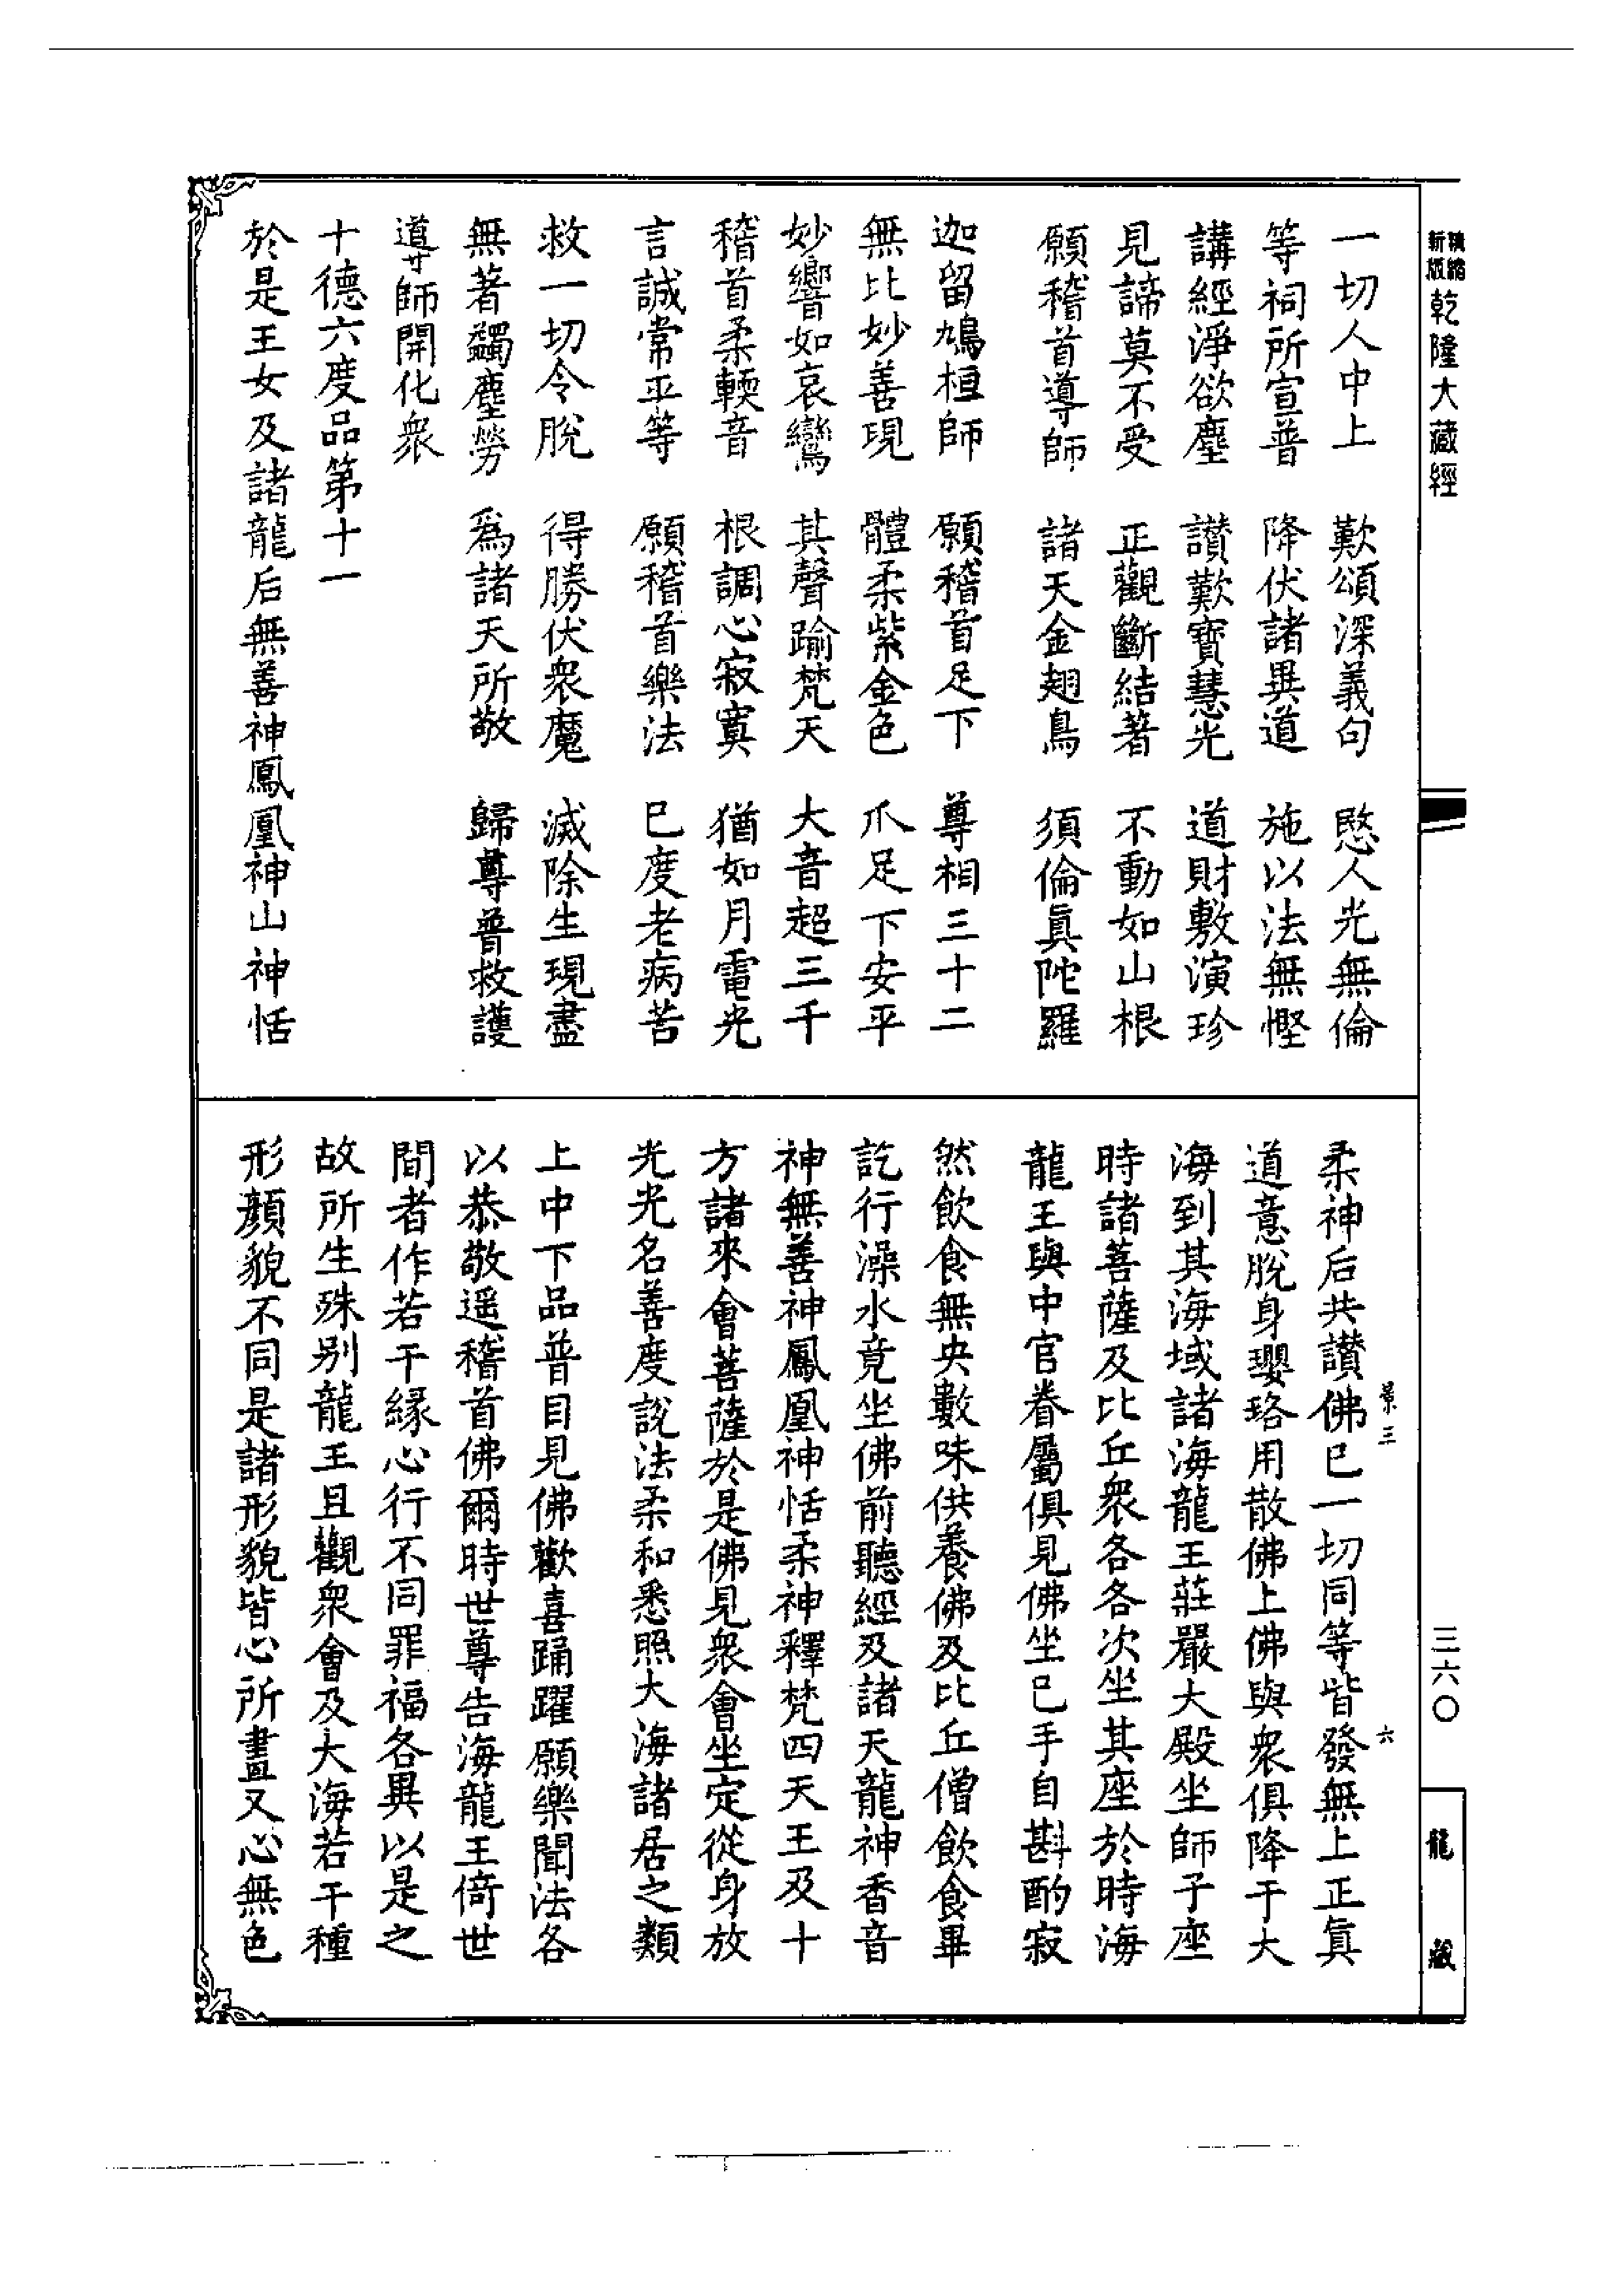 精縮新版乾隆大藏經
三六〇
龍藏
一切人中上　歎頌深義句　愍人光無倫
等祠所宣普　降伏諸異道　施以法無慳
講經淨欲塵　讚歎寶慧光　道財敷演珍
見諦莫不受　正觀斷結著　不動如山根
願稽首導師　諸天金翅鳥　須倫眞陀羅
迦留鳩桓師　願稽首足下　尊相三十二
無比妙善現　體柔紫金色　爪足下安平
妙響如哀鸞　其聲踰梵天　大音超三千
稽首柔輭音　根調心寂寞　猶如月電光
言誠常平等　願稽首樂法　已度老病苦
救一切令脫　得勝伏衆魔　滅除生現盡
無著蠲塵勞　爲諸天所敬　歸尊普救護
導師開化衆
十德六度品第十一
於是王女及諸龍后無善神鳳凰神山神恬
柔神后共讃佛已一切同等皆發無上正眞
景三　六
道意脫身瓔珞用散佛上佛與衆俱降于大
海到其海域諸海龍王莊嚴大殿坐師子座
時諸菩薩及比丘衆各各次坐其座於時海
龍王與中官眷屬俱見佛坐已手自斟酌寂
然飲食無央數味供養佛及比丘僧飲食畢
訖行澡水竟坐佛前聽經及諸天龍神香音
神無善神鳳凰神恬柔神釋梵四天王及十
方諸來會菩薩於是佛見衆會坐定從身放
光光名善度說法柔和悉照大海諸居之類
上中下品普目見佛歡喜踊躍願樂聞法各
以恭敬遥稽首佛爾時世尊告海龍王倚世
間者作若干緣心行不同罪福各異以是之
故所生殊别龍王且觀衆會及大海若干種
形顏貌不同是諸形貌皆心所畫又心無色